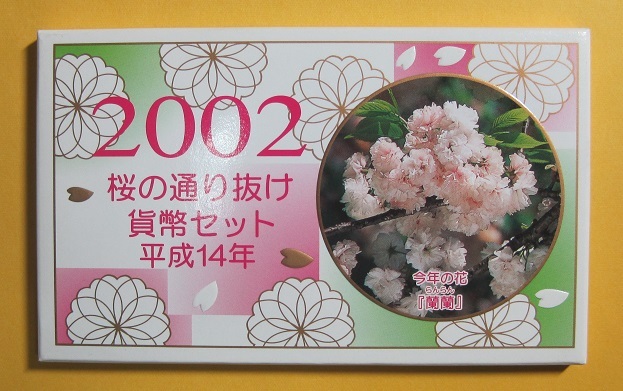 2002
桜の通り抜け
貨幣セット
平成14年
今年の花
らんらん
『蘭蘭』